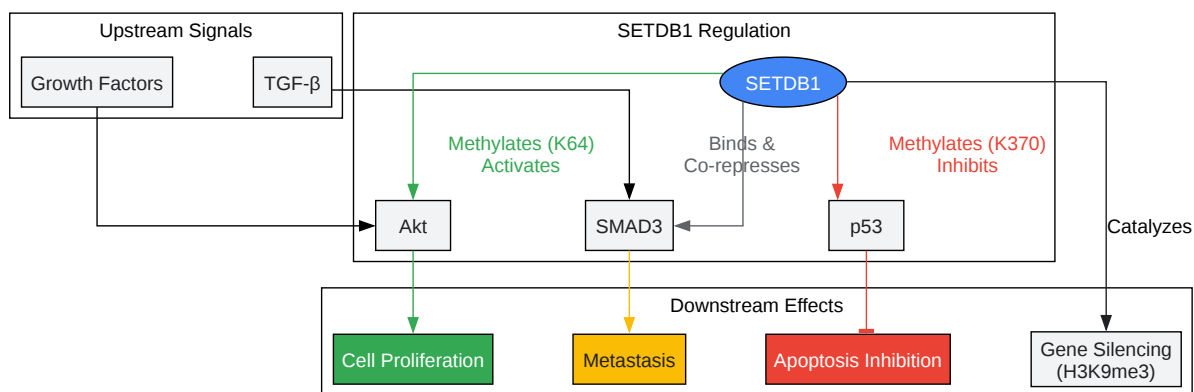 Upstream Signals
SETDB1 Regulation
Growth Factors
TGF-β
SETDB1
Methylates (K64)
Activates
Binds &
Co-represses
Methylates (K370)
Inhibits
Akt
SMAD3
p53
Catalyzes
Downstream Effects
Cell Proliferation
Metastasis
Apoptosis Inhibition
Gene Silencing
(H3K9me3)